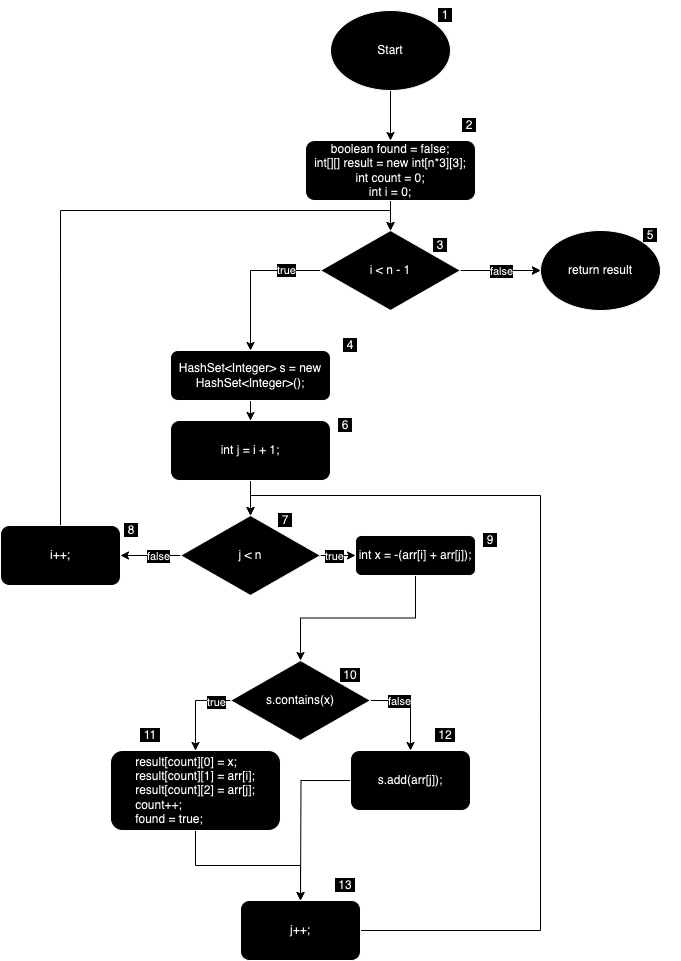 1
Start
2
boolean found = false;
int[][] result = new int[n*3][3];
int count = 0;
int i = 0;
3
i < n - 1
true
false
5
return result
4
HashSet<Integer> s = new
HashSet<Integer>();
6
int j = i + 1;
7
j < n
8
i++;
false
true
9
int x = -(arr[i] + arr[j]);
10
s.contains(x)
true
false
11
result[count][0] = x;
result[count][1] = arr[i];
result[count][2] = arr[j];
count++;
found = true;
12
s.add(arr[j]);
13
j++;